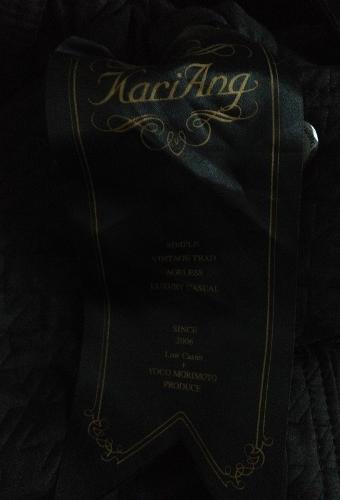 KariAng
SIMPLE
VINTAGE TRAD
AGELESS
LUXURY CASUAL
SINCE
2006
+
YOCO MORIMOTO
PRODUCE